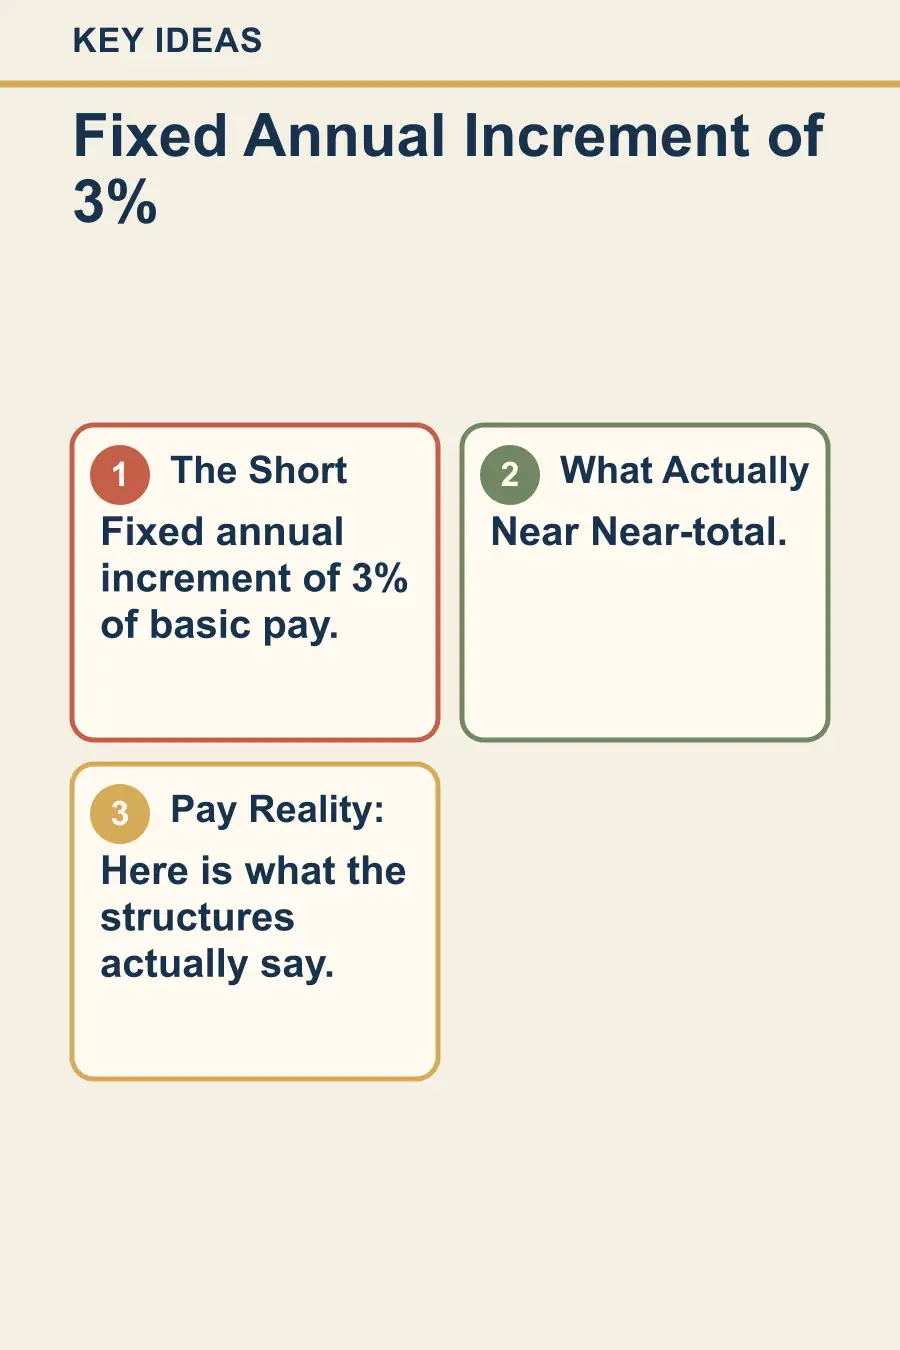 KEY IDEAS
Fixed Annual Increment of
3%
1 The Short
Fixed annual
increment of 3%
of basic pay.
2 What Actually
Near Near-total.
3 Pay Reality:
Here is what the
structures
actually say.